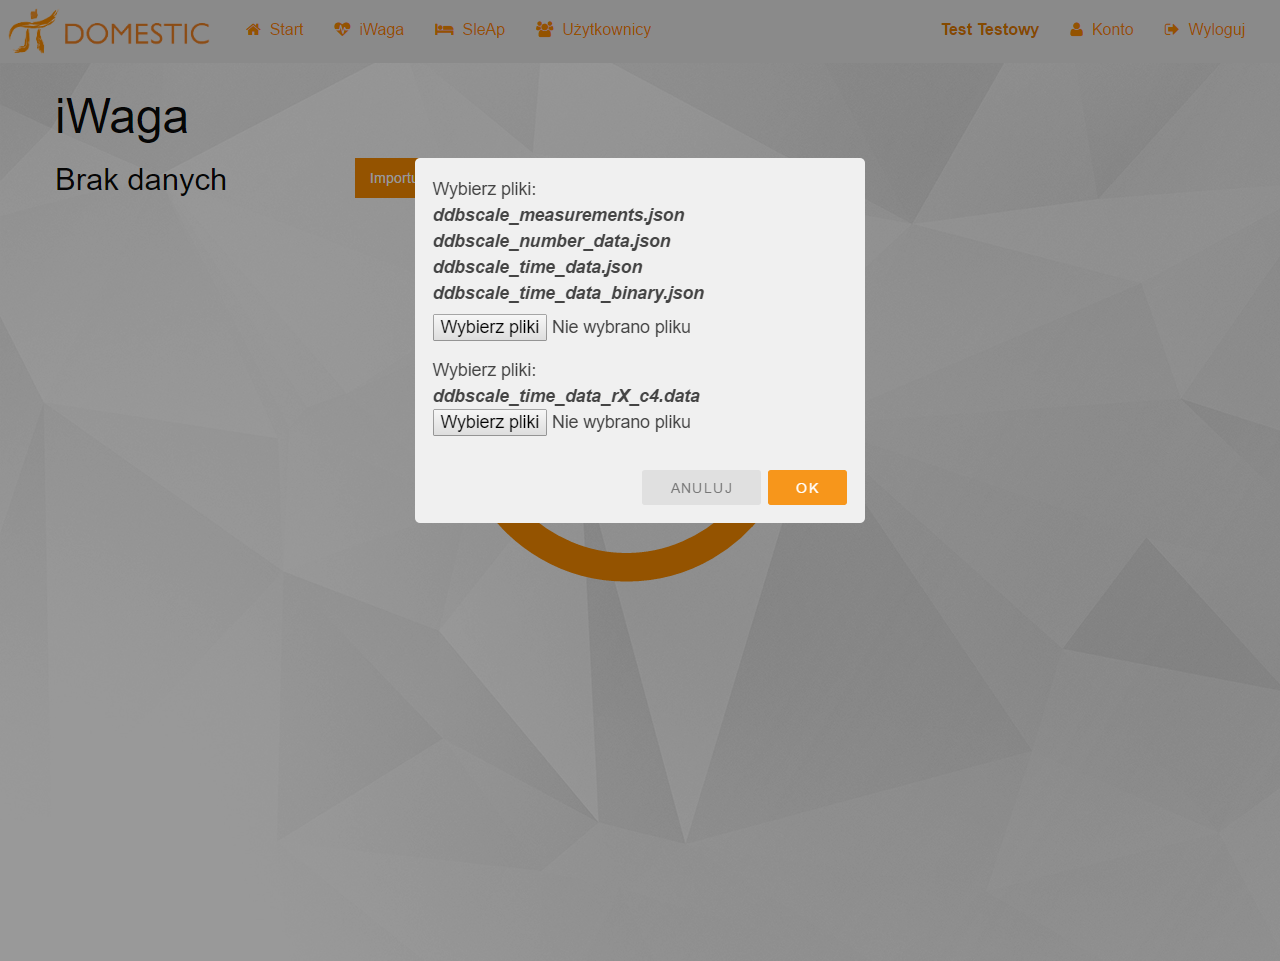 DOMESTIC
Start
iWaga
SleAp
Użytkownicy
Test Testowy
Konto
Wyloguj
iWaga
Brak danych
Wybierz pliki:
ddbscale_measurements.json
ddbscale_number_data.json
ddbscale_time_data.json
ddbscale_time_data_binary.json
Wybierz pliki Nie wybrano pliku
Wybierz pliki:
ddbscale_time_data_rX_c4.data
Wybierz pliki Nie wybrano pliku
ANULUJ
OK